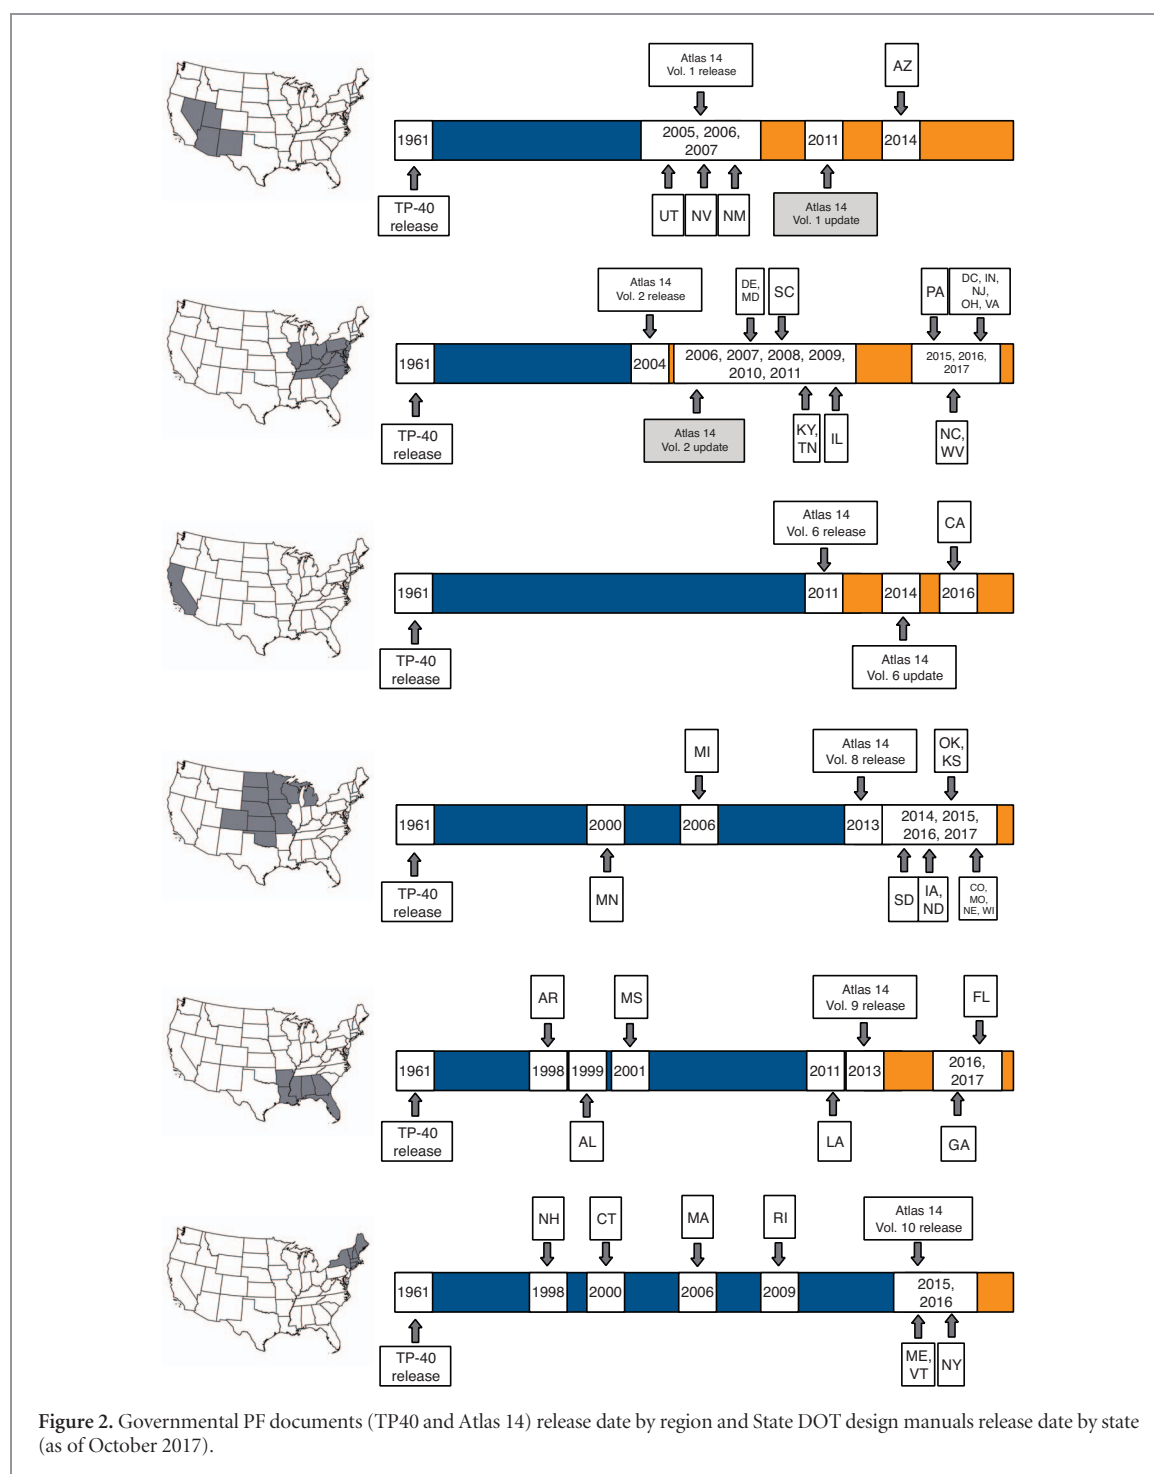 Atlas 14
Vol. 1 release
AZ
1961
2005, 2006,
2007
2011
2014
TP-40
release
UT
NV
NM
Atlas 14
Vol. 1 update
Atlas 14
Vol. 2 release
DE,
MD
SC
PA
DC, IN,
NJ,
OH, VA
1961
2004
2006, 2007, 2008, 2009,
2010, 2011
2015, 2016,
2017
TP-40
release
Atlas 14
Vol. 2 update
KY,
TN
IL
NC,
WV
Atlas 14
Vol. 6 release
CA
1961
2011
2014
2016
TP-40
release
Atlas 14
Vol. 6 update
MI
Atlas 14
Vol. 8 release
OK,
KS
1961
2000
2006
2013
2014, 2015,
2016, 2017
TP-40
release
MN
SD
IA,
ND
CO,
MO,
NE, WI
AR
MS
Atlas 14
Vol. 9 release
FL
1961
1998
1999
2001
2011
2013
2016,
2017
TP-40
release
AL
LA
GA
NH
CT
MA
RI
Atlas 14
Vol. 10 release
1961
1998
2000
2006
2009
2015,
2016
TP-40
release
ME,
VT
NY
Figure 2. Governmental PF documents (TP40 and Atlas 14) release date by region and State DOT design manuals release date by state
(as of October 2017).